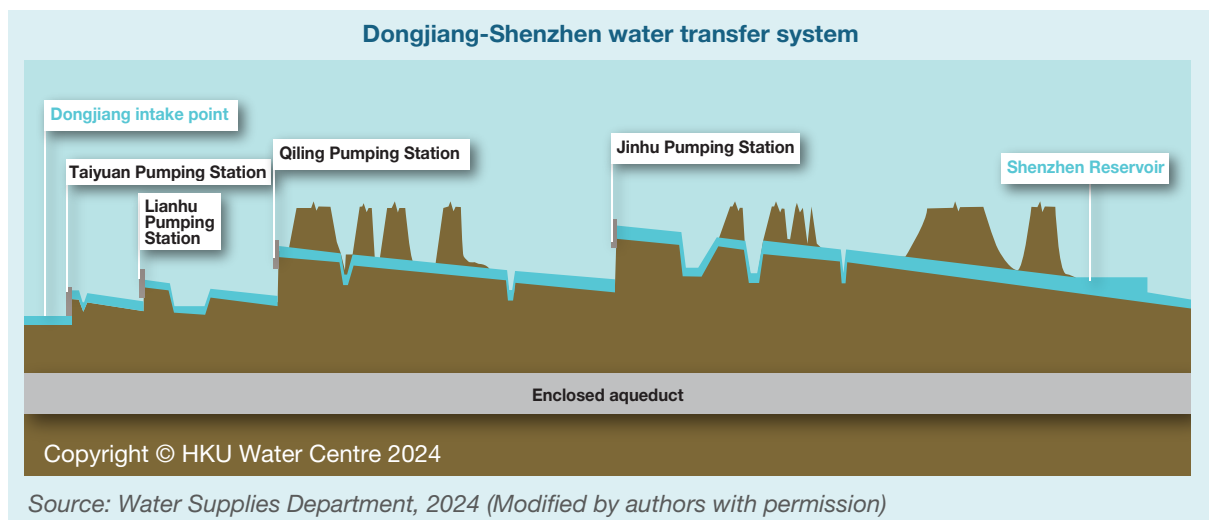 Dongjiang-Shenzhen water transfer system
Dongjiang intake point
Taiyuan Pumping Station
Lianhu
Pumping
Station
Qiling Pumping Station
Jinhu Pumping Station
Shenzhen Reservoir
Enclosed aqueduct
Copyright © HKU Water Centre 2024
Source: Water Supplies Department, 2024 (Modified by authors with permission)